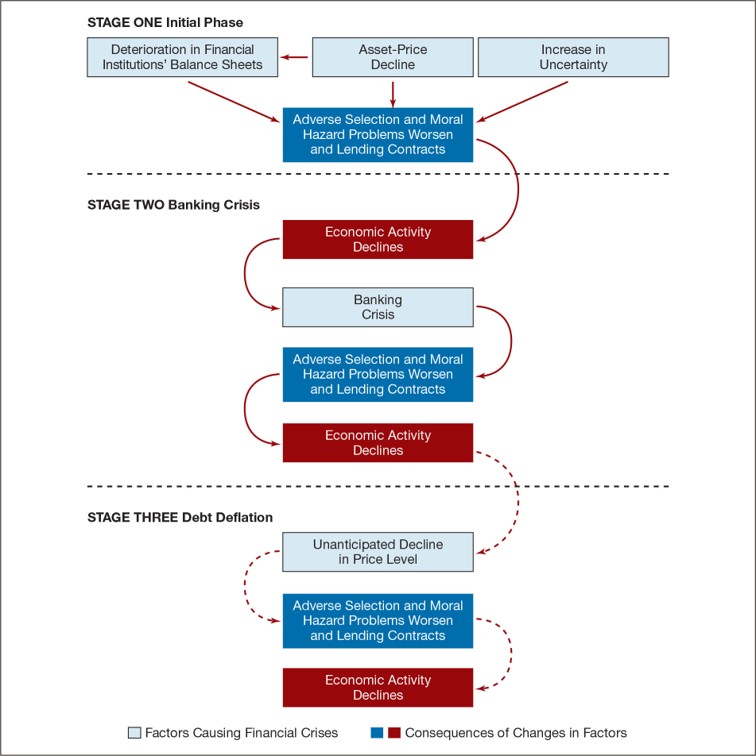 STAGE ONE Initial Phase
Deterioration in Financial
Institutions’ Balance Sheets
Asset-Price
Decline
Increase in
Uncertainty
Adverse Selection and Moral
Hazard Problems Worsen
and Lending Contracts
STAGE TWO Banking Crisis
Economic Activity
Declines
Banking
Crisis
Adverse Selection and Moral
Hazard Problems Worsen
and Lending Contracts
Economic Activity
Declines
STAGE THREE Debt Deflation
Unanticipated Decline
in Price Level
Adverse Selection and Moral
Hazard Problems Worsen
and Lending Contracts
Economic Activity
Declines
Factors Causing Financial Crises
Consequences of Changes in Factors